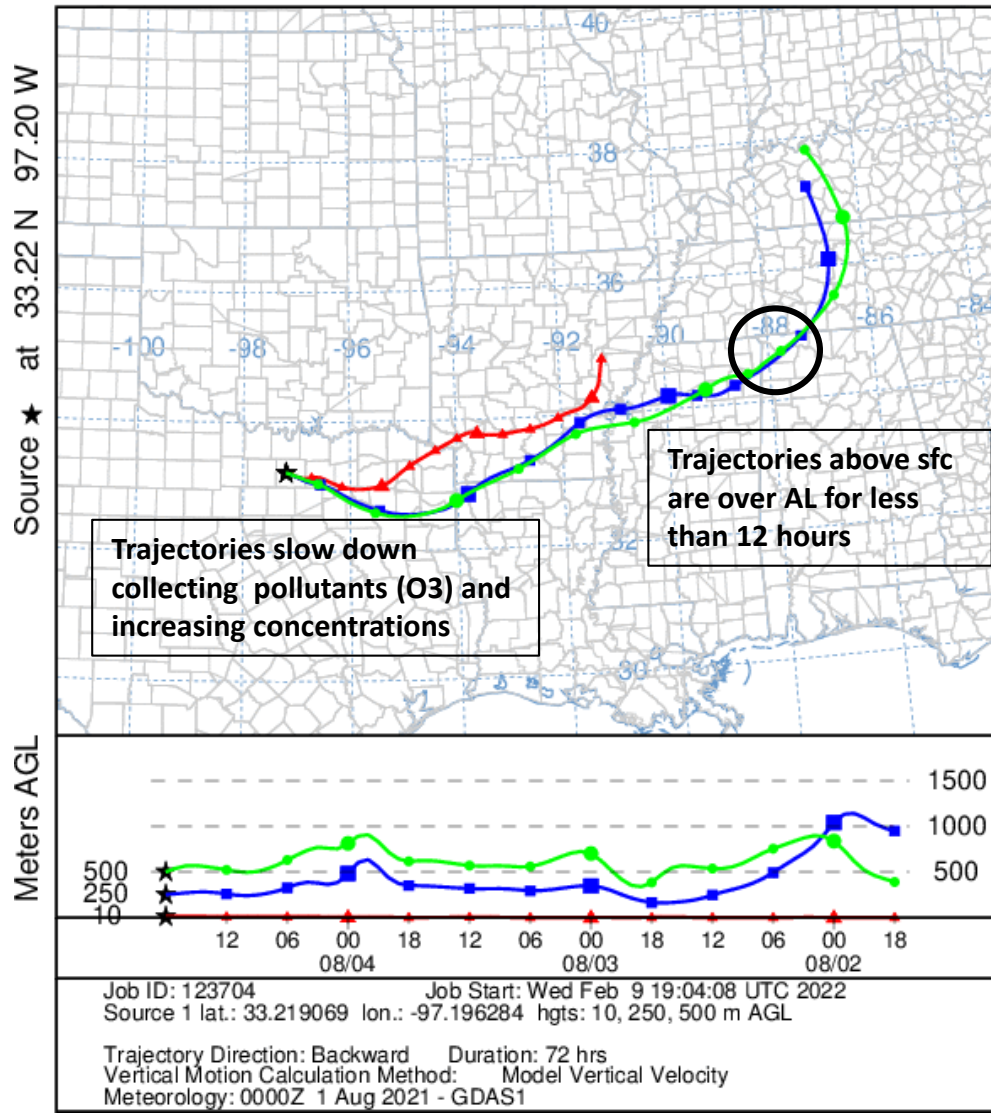 Source ★ at 33.22 N 97.20 W
40
38
36
-100
-98
-96
-94
-92
-90
-88
-86
-84
32
30
Trajectories above sfc
are over AL for less
than 12 hours
Trajectories slow down
collecting pollutants (O3) and
increasing concentrations
Meters AGL
1500
1000
500
500
250
10
12 06 00 18 12 06 00 18 12 06 00 18
08/04 08/03 08/02
Job ID: 123704 Job Start: Wed Feb 9 19:04:08 UTC 2022
Source 1 lat.: 33.219069 lon.: -97.196284 hgts: 10, 250, 500 m AGL
Trajectory Direction: Backward Duration: 72 hrs
Vertical Motion Calculation Method: Model Vertical Velocity
Meteorology: 0000Z 1 Aug 2021 - GDAS1